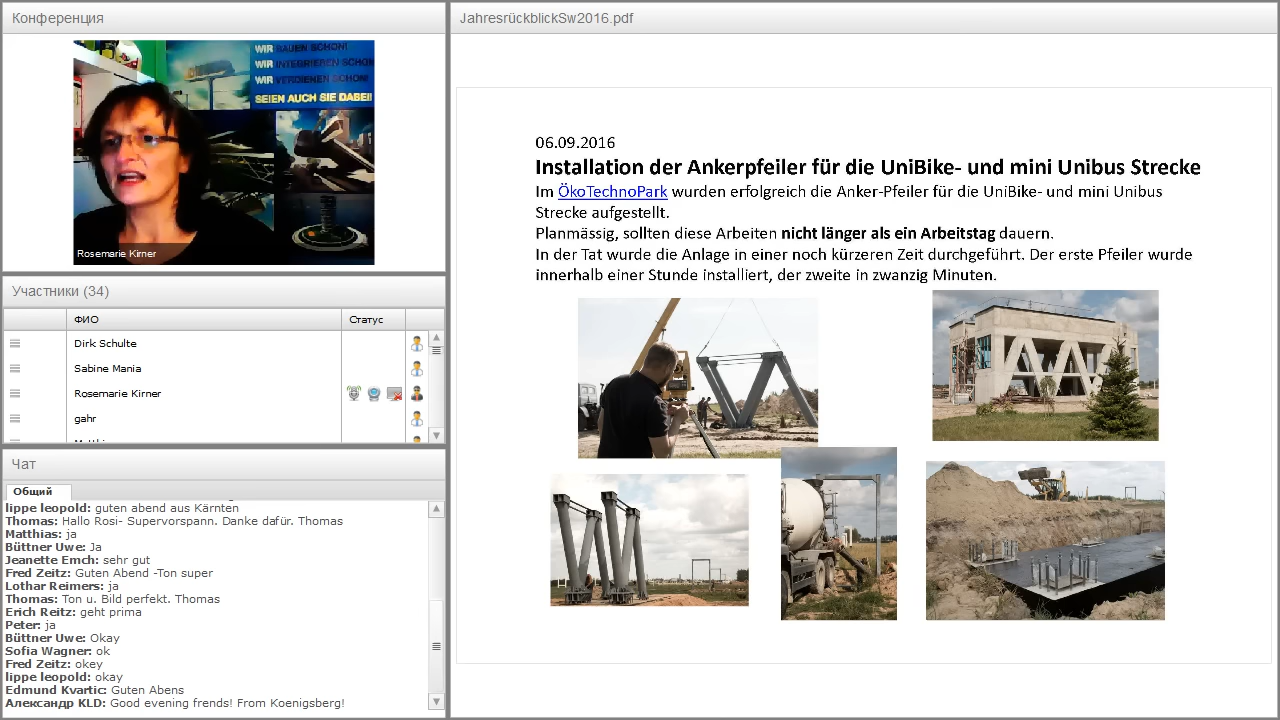 Конференция
WIR BAUEN SCHON!
WIR INTEGRIEREN SCHON
WIR VERDIENEN SCHON!
SEIEN AUCH SIE DABEI!
Rosemarie Kirner
Участники (34)
ФИО Статус
Dirk Schulte
Sabine Mania
Rosemarie Kirner
gahr
Чат
Общий
lippe leopold: guten abend aus Kärnten
Thomas: Hallo Rosi- Supervorspann. Danke dafür. Thomas
Matthias: ja
Büttner Uwe: Ja
Jeanette Emch: sehr gut
Fred Zeitz: Guten Abend -Ton super
Lothar Reimers: ja
Thomas: Ton u. Bild perfekt. Thomas
Erich Reitz: geht prima
Peter: ja
Büttner Uwe: Okay
Sofia Wagner: ok
Fred Zeitz: okey
lippe leopold: okay
Edmund Kvartic: Guten Abens
Александр KLD: Good evening frends! From Koenigsberg!
JahresrückblickSw2016.pdf
06.09.2016
Installation der Ankerpfeiler für die UniBike- und mini Unibus Strecke
Im ÖkoTechnoPark wurden erfolgreich die Anker-Pfeiler für die UniBike- und mini Unibus
Strecke aufgestellt.
Planmässig, sollten diese Arbeiten nicht länger als ein Arbeitstag dauern.
In der Tat wurde die Anlage in einer noch kürzeren Zeit durchgeführt. Der erste Pfeiler wurde
innerhalb einer Stunde installiert, der zweite in zwanzig Minuten.